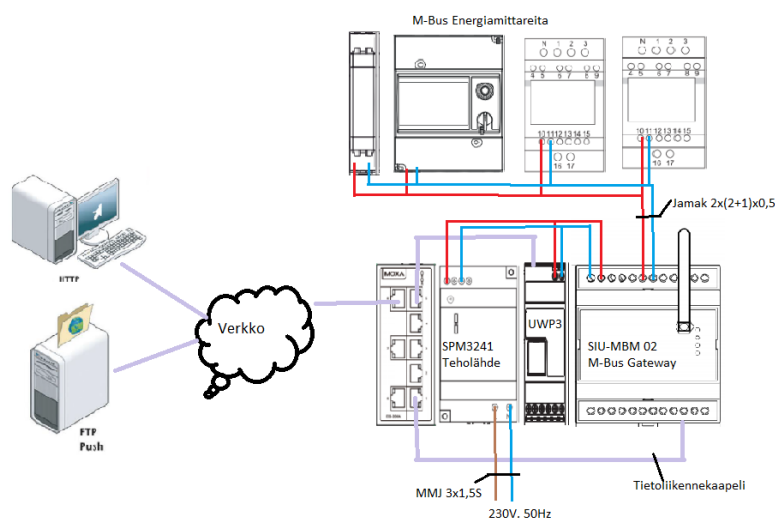 M-Bus Energiamittareita
N 1 2 3
4 5 6 7 8 9
10 11 12 13 14 15
16 17
N 1 2 3
4 5 6 7 8 9
10 11 12 13 14 15
16 17
Jamak 2x(2+1)x0,5
HTTP
Verkko
MOXA
SPM3241
Teholähde
UWP3
SIU-MBM 02
M-Bus Gateway
FTP
Push
MMJ 3x1,5S
Tietoliikennekaapeli
230V, 50Hz